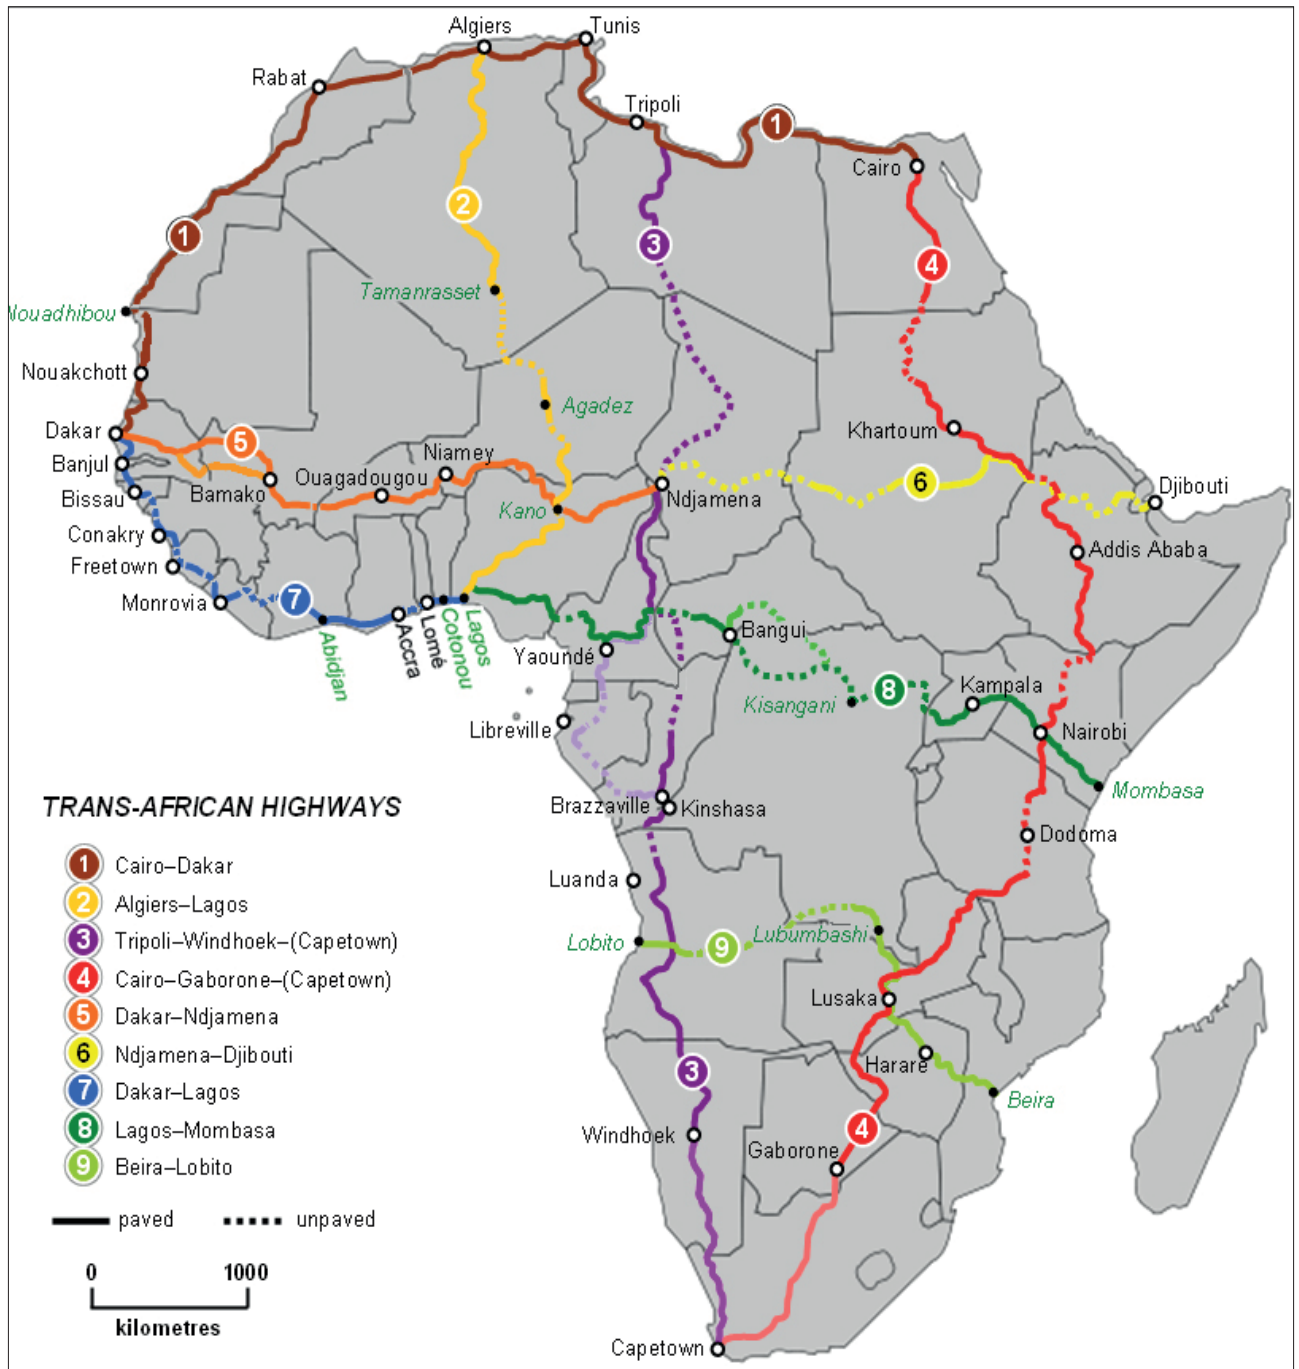 Algiers
Tunis
Rabat
Tripoli
1
Cairo
2
1
3
4
Tamanrasset
Nouadhibou
Nouakchott
Agadez
Dakar
5
Khartoum
Niamey
Banjul
Ouagadougou
6
Djibouti
Bissau
Bamako
Ndjamena
Kano
Conakry
Addis Ababa
Freetown
Monrovia
7
Abidjan
Accra
Lomé
Cotonou
Lagos
Yaoundé
Bangui
Kisangani
8
Kampala
Libreville
Nairobi
Mombasa
Brazzaville
Kinshasa
Dodoma
Luanda
Lobito
9
Lubumbashi
Lusaka
Harare
3
Beira
Windhoek
4
Gaborone
Capetown
TRANS-AFRICAN HIGHWAYS
1 Cairo–Dakar
2 Algiers–Lagos
3 Tripoli–Windhoek–(Capetown)
4 Cairo–Gaborone–(Capetown)
5 Dakar–Ndjamena
6 Ndjamena–Djibouti
7 Dakar–Lagos
8 Lagos–Mombasa
9 Beira–Lobito
paved unpaved
0 1000
kilometres